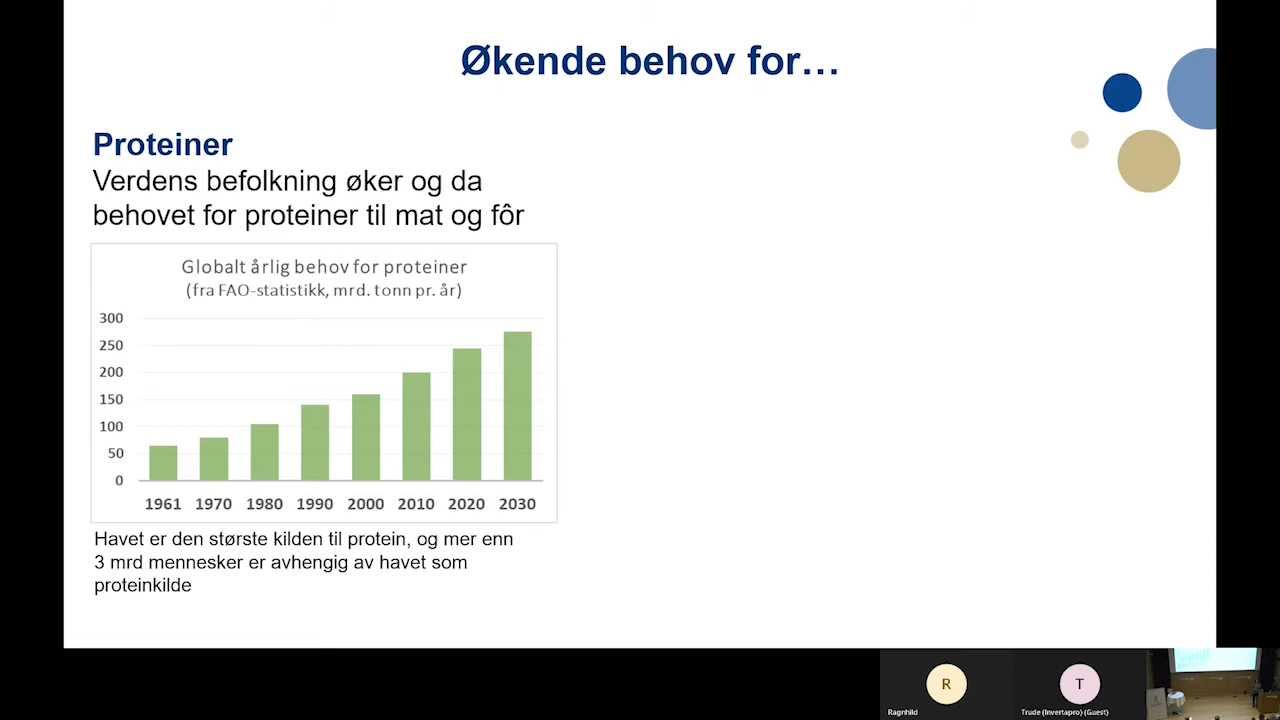 Økende behov for…
Proteiner
Verdens befolkning øker og da
behovet for proteiner til mat og fôr
Globalt årlig behov for proteiner
(fra FAO-statistikk, mrd. tonn pr. år)
300
250
200
150
100
50
0
1961 1970 1980 1990 2000 2010 2020 2030
Havet er den største kilden til protein, og mer enn
3 mrd mennesker er avhengig av havet som
proteinkilde
R
T
Ragnhild
Trude (Invertapro) (Guest)